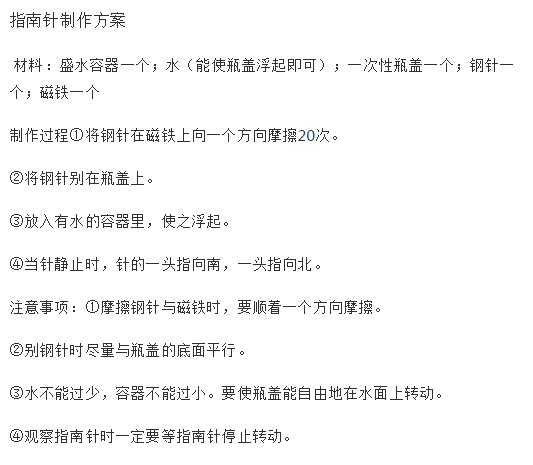 指南针制作方案
材料：盛水容器一个；水（能使瓶盖浮起即可）；一次性瓶盖一个；钢针一
个；磁铁一个
制作过程①将钢针在磁铁上向一个方向摩擦20次。
②将钢针别在瓶盖上。
③放入有水的容器里，使之浮起。
④当针静止时，针的一头指向南，一头指向北。
注意事项：①摩擦钢针与磁铁时，要顺着一个方向摩擦。
②别钢针时尽量与瓶盖的底面平行。
③水不能过少，容器不能过小。要使瓶盖能自由地在水面上转动。
④观察指南针时一定要等指南针停止转动。